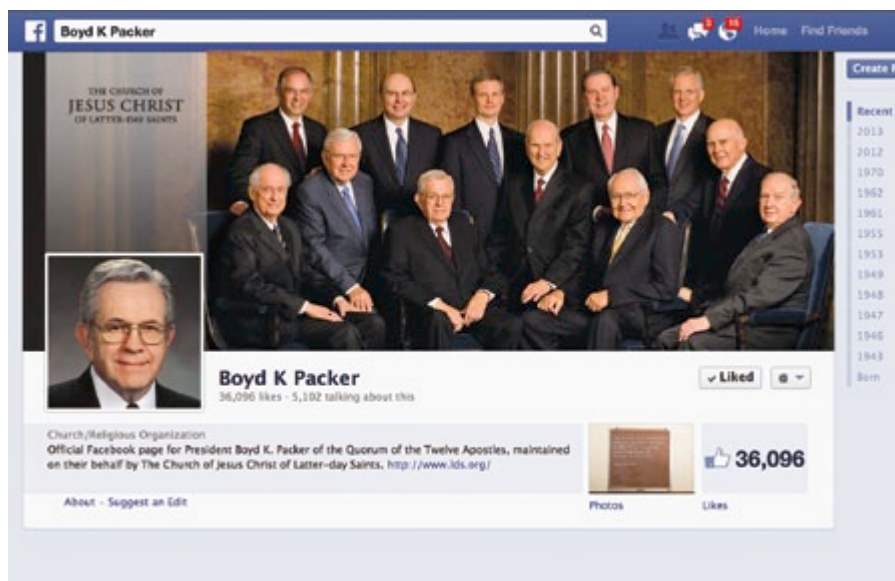 f
Boyd K Packer
3
15
Home Find Friends
THE CHURCH OF
JESUS CHRIST
OF LATTER-DAY SAINTS
Create
Recent
2013
2012
1970
1962
1961
1955
1953
1949
1948
1947
1946
1943
Born
Boyd K Packer
36,096 likes · 5,102 talking about this
Liked
Church/Religious Organization
Official Facebook page for President Boyd K. Packer of the Quorum of the Twelve Apostles, maintained
on their behalf by The Church of Jesus Christ of Latter-day Saints. http://www.lds.org/
36,096
About - Suggest an Edit
Photos
Likes